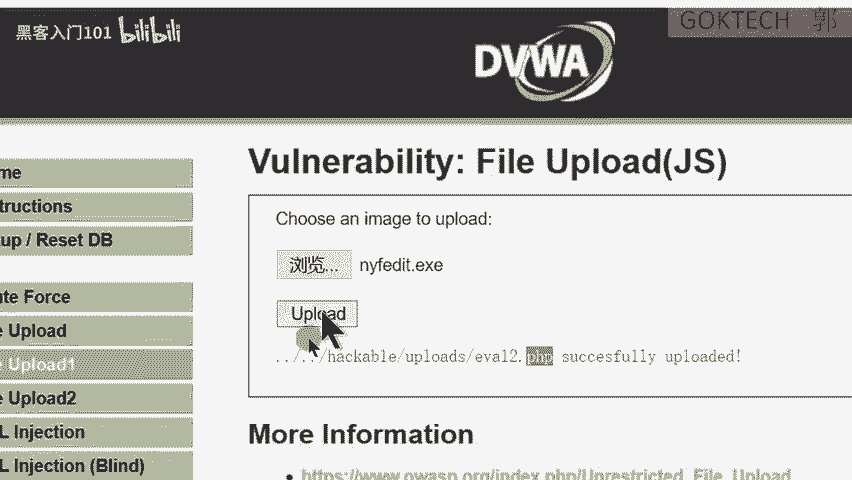 黑客入门101 bilibili
GOKTECH 郭
DVWA
Vulnerability: File Upload(JS)
me
tructions
up / Reset DB
te Force
e Upload
e Upload1
e Upload2
L Injection
L Injection (Blind)
Choose an image to upload:
浏览... nyfedit.exe
Upload
../../hackable/uploads/eval2.php succesfully uploaded!
More Information
https://www.owasp.org/index.php/Unrestricted_File_Upload